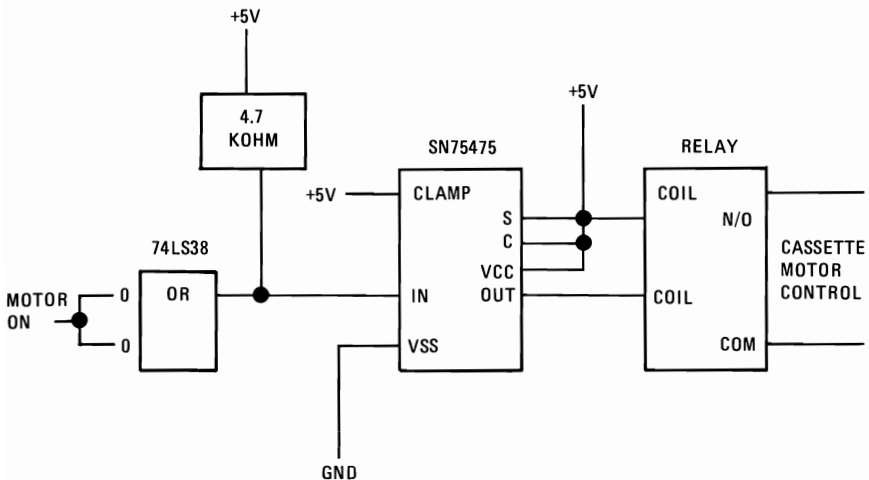 +5V
4.7
KOHM
+5V
SN75475
RELAY
+5V
CLAMP
S
C
VCC
OUT
IN
VSS
COIL
N/O
COIL
COM
CASSETTE
MOTOR
CONTROL
74LS38
OR
MOTOR
ON
0
0
GND